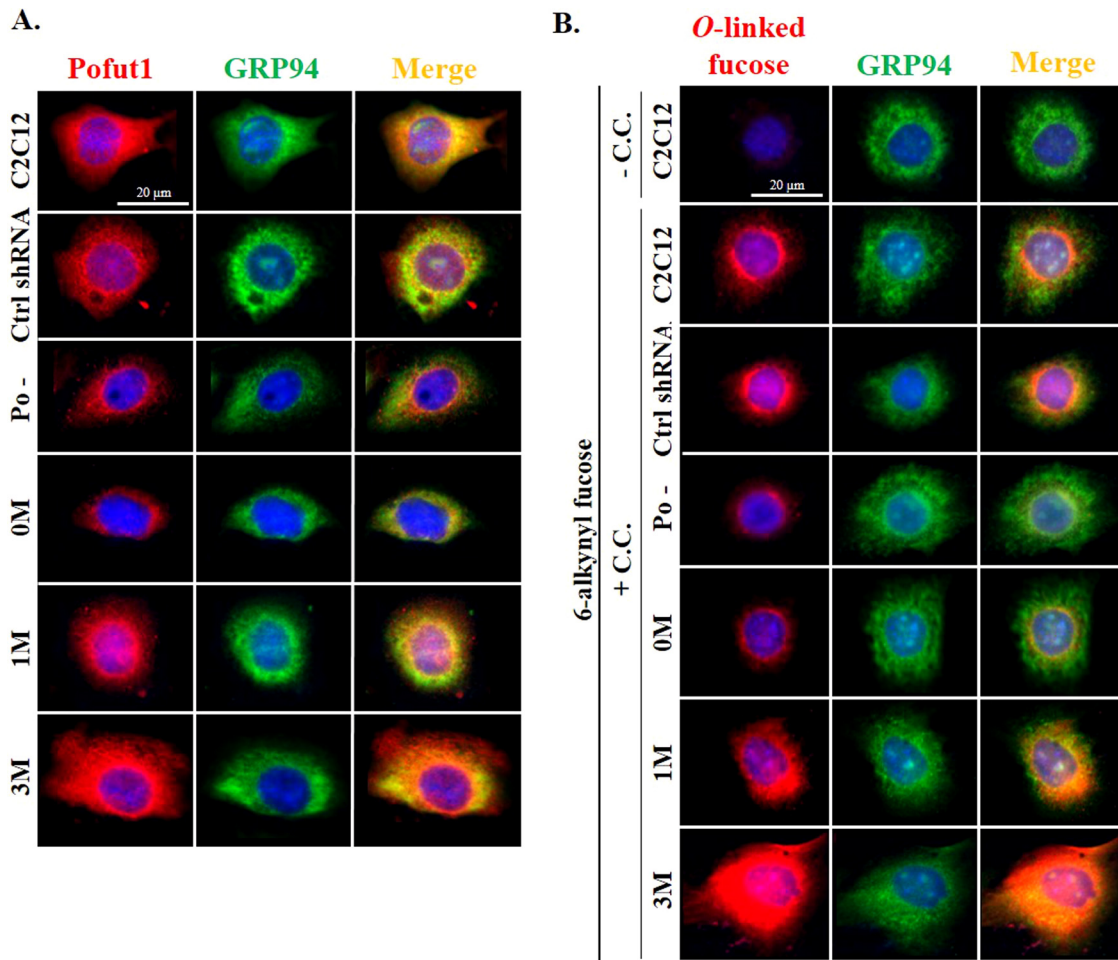 A.
Pofut1
GRP94
Merge
C2C12
20 µm
Ctrl shRNA
Po -
0M
1M
3M
B.
O-linked
fucose
GRP94
Merge
6-alkynyl fucose
- C.C.
C2C12
20 µm
+ C.C.
C2C12
Ctrl shRNA
Po -
0M
1M
3M